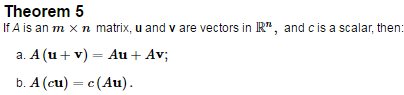 Theorem 5
If A is an m × n matrix, u and v are vectors in ℝⁿ, and c is a scalar, then:
a. A (u + v) = Au + Av;
b. A (cu) = c (Au).